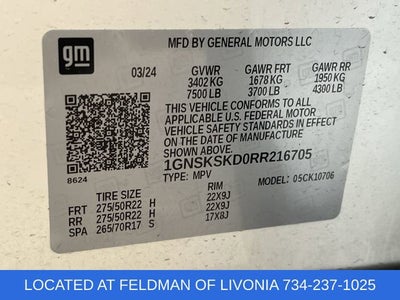 gm
MFD BY GENERAL MOTORS LLC
03/24 GVWR GAWR FRT GAWR RR
3402 KG 1678 KG 1950 KG
7500 LB 3700 LB 4300 LB
THIS VEHICLE CONFORMS TO ALL APPLICABLE
U.S. FEDERAL MOTOR VEHICLE SAFETY AND
THEFT PREVENTION STANDARDS IN EFFECT ON
THE DATE OF MANUFACTURE SHOWN ABOVE.
8624
1GNSKSKD0RR216705
TYPE: MPV MODEL: 05CK10706
TIRE SIZE RIM
FRT 275/50R22 H 22X9J
RR 275/50R22 H 22X9J
SPA 265/70R17 S 17X8J
LOCATED AT FELDMAN OF LIVONIA 734-237-1025